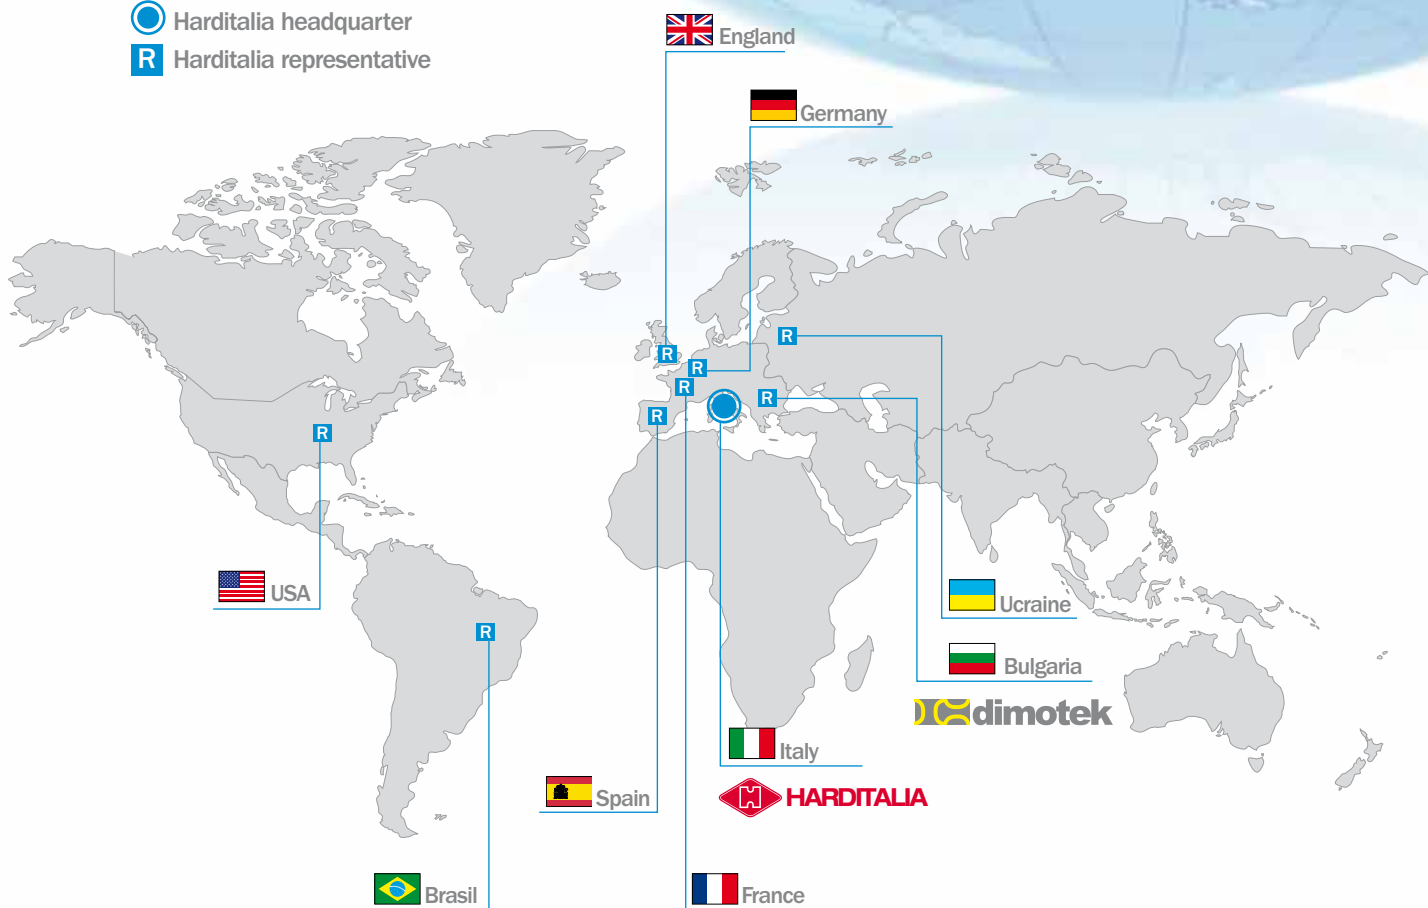 Harditalia headquarter
R Harditalia representative
England
Germany
R
R
R
R
R
R
R
USA
R
Ucraine
Bulgaria
dimotek
Italy
H HARDITALIA
Spain
Brasil
France